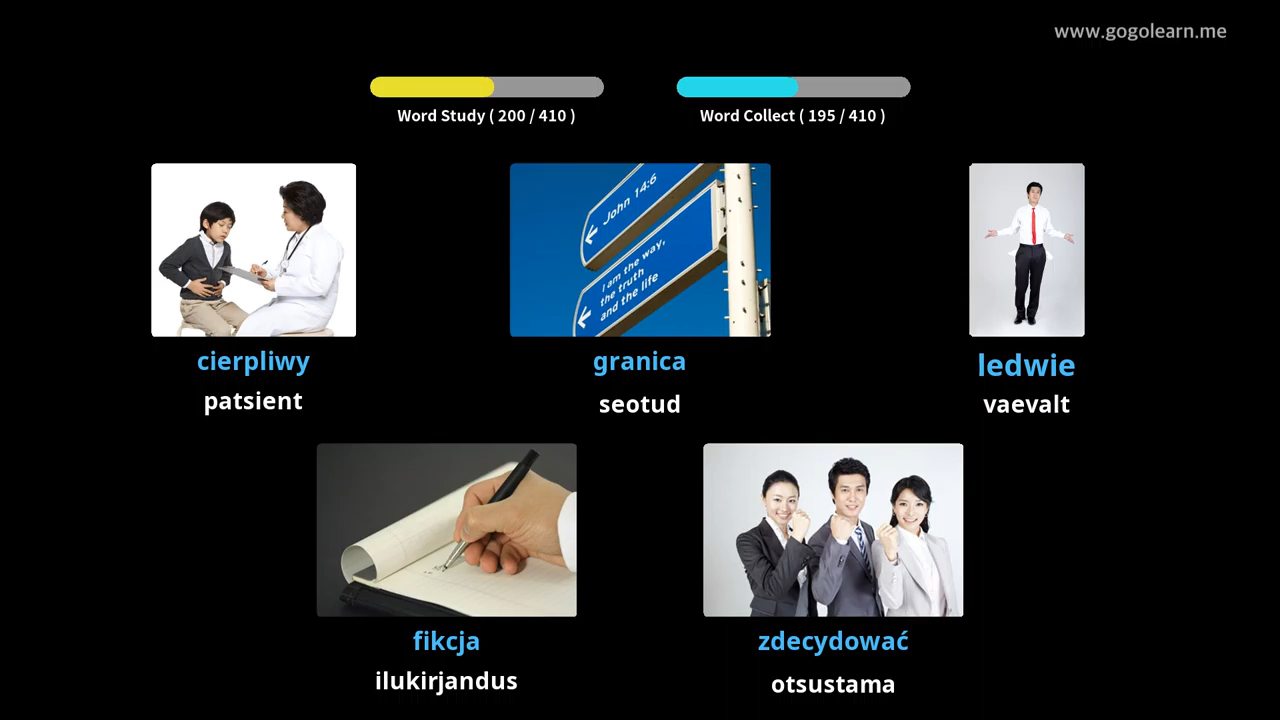 www.gogolearn.me
Word Study ( 200 / 410 )
Word Collect ( 195 / 410 )
John 14:6
I am the way,
the truth
and the life
cierpliwy
patsient
granica
seotud
ledwie
vaevalt
fikcja
ilukirjandus
zdecydować
otsustama